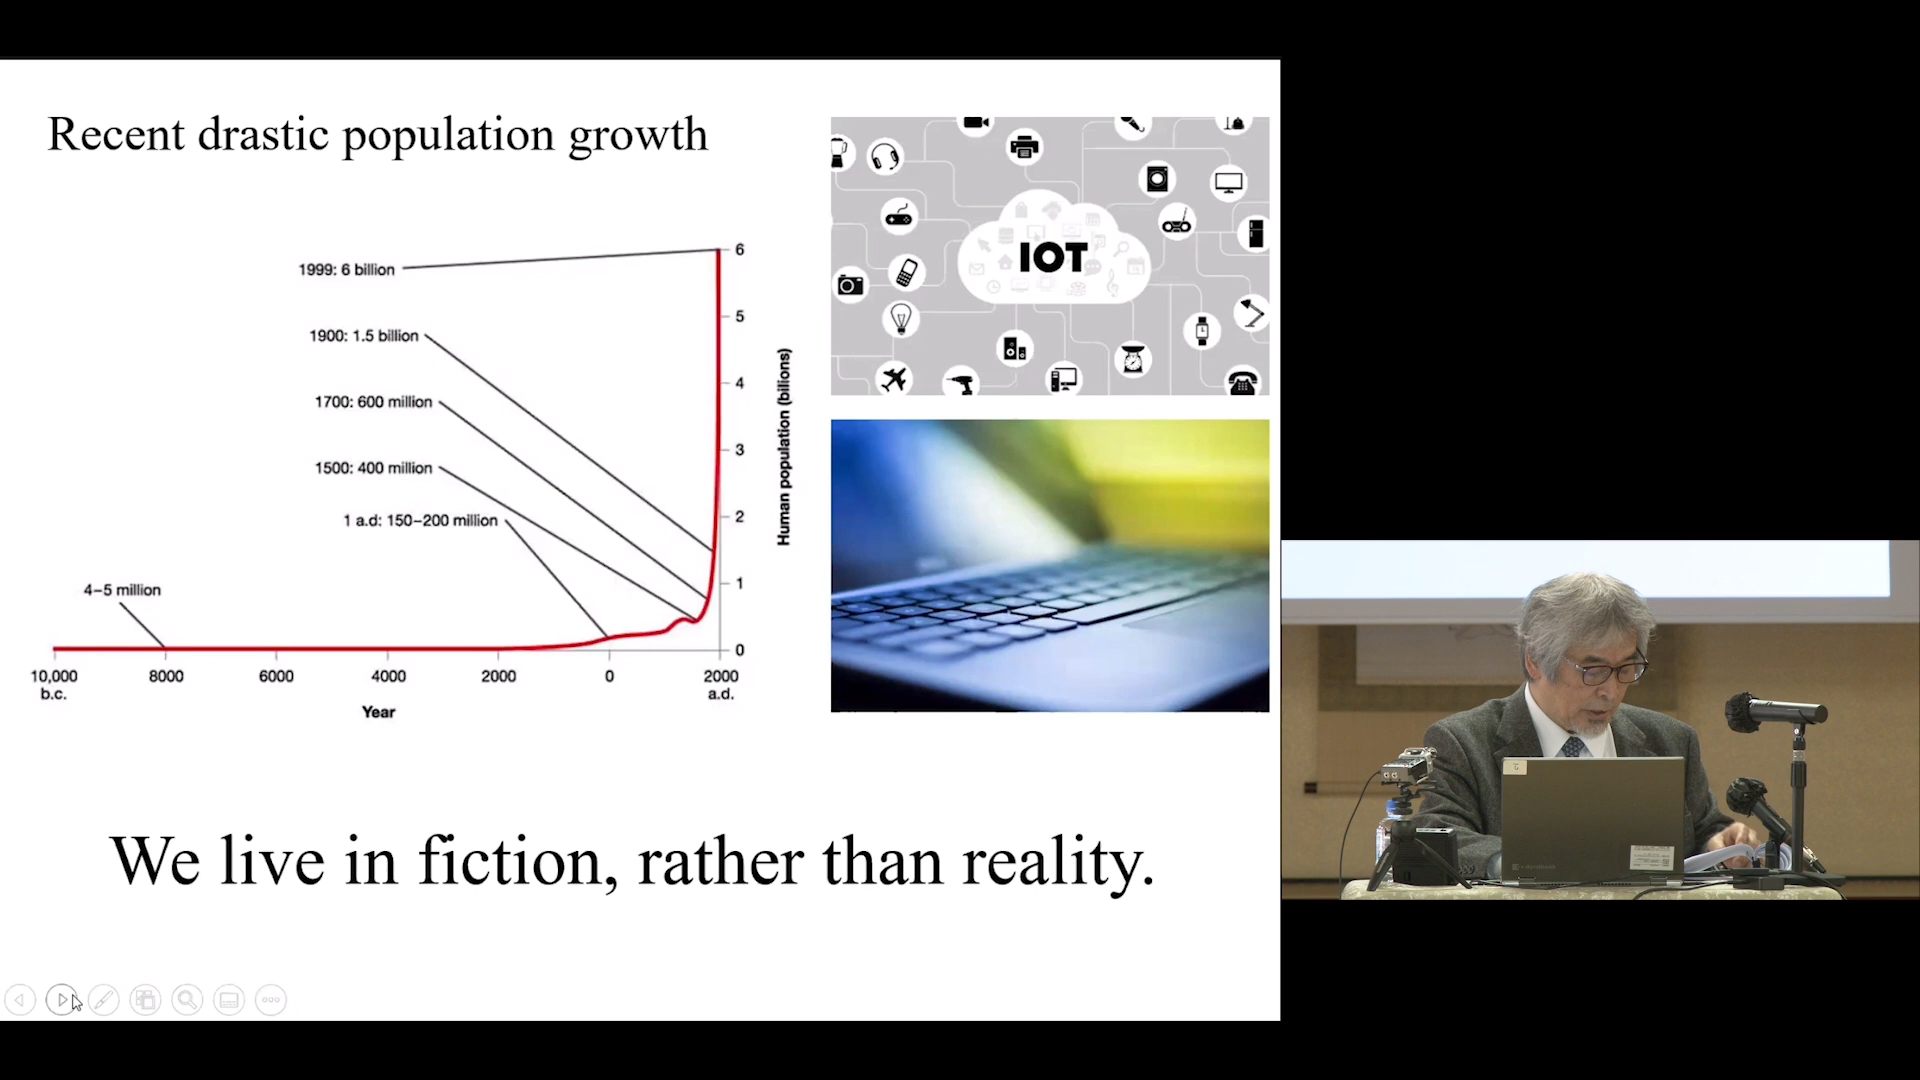 Recent drastic population growth
IOT
1999: 6 billion
1900: 1.5 billion
1700: 600 million
1500: 400 million
1 a.d: 150–200 million
4–5 million
6
5
4
3
2
1
0
Human population (billions)
10,000 8000 6000 4000 2000 0 2000
b.c. a.d.
Year
We live in fiction, rather than reality.